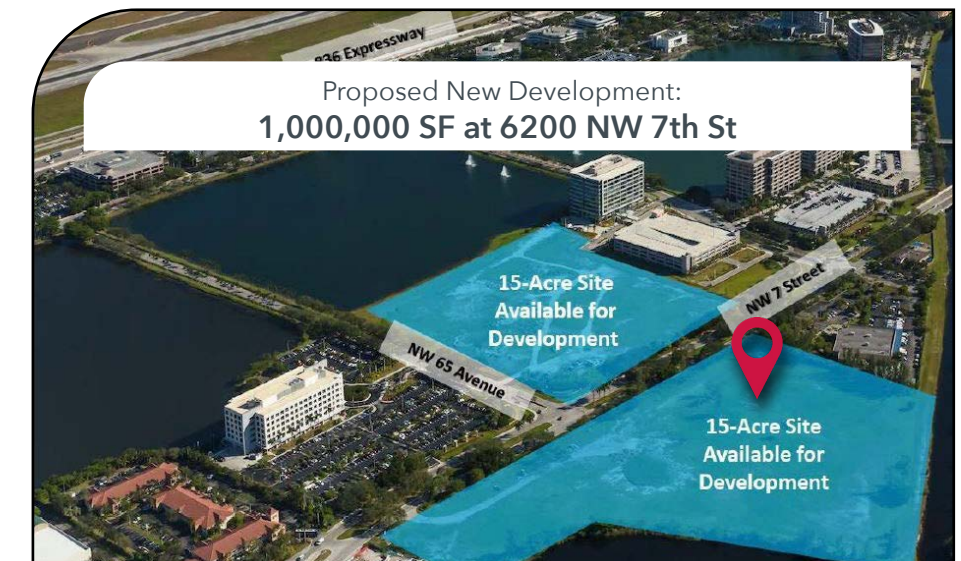 836 Expressway
Proposed New Development:
1,000,000 SF at 6200 NW 7th St
15-Acre Site
Available for
Development
NW 7 Street
NW 65 Avenue
15-Acre Site
Available for
Development